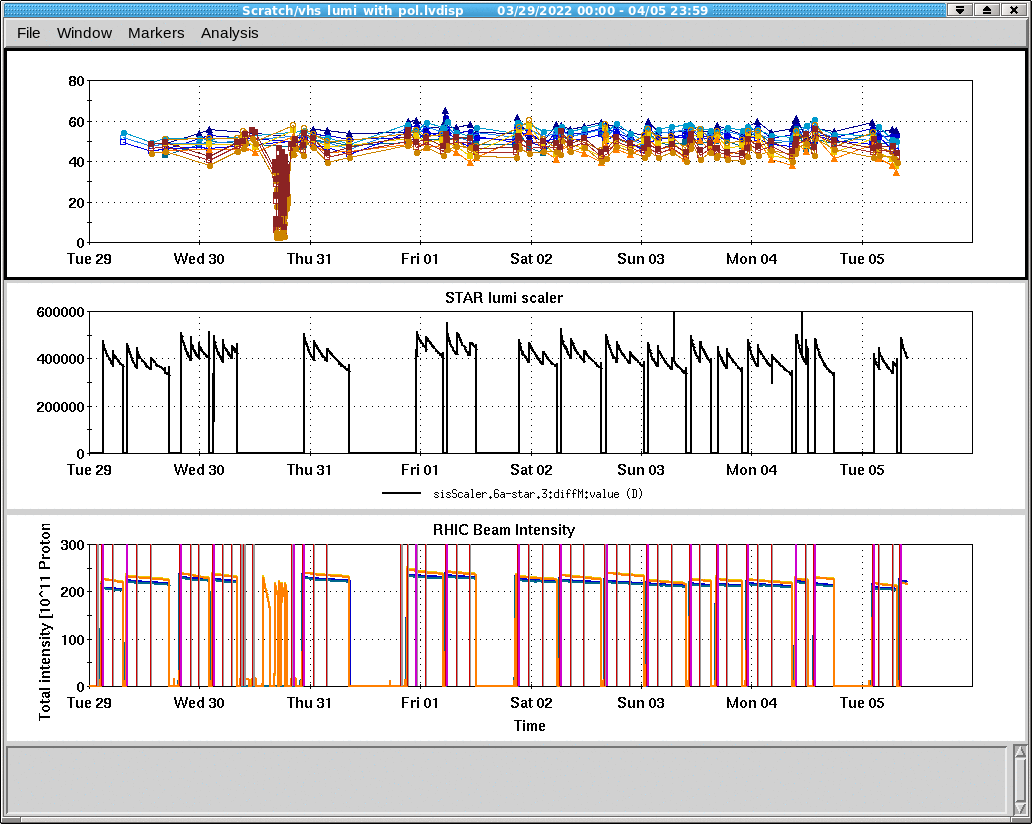 Scratch/vhs lumi with pol.lvdisp 03/29/2022 00:00 - 04/05 23:59
File Window Markers Analysis
80
60
40
20
0
Tue 29 Wed 30 Thu 31 Fri 01 Sat 02 Sun 03 Mon 04 Tue 05
STAR lumi scaler
600000
400000
200000
0
Tue 29 Wed 30 Thu 31 Fri 01 Sat 02 Sun 03 Mon 04 Tue 05
sisScaler.6a-star.3:diffM:value (D)
RHIC Beam Intensity
Total intensity [10^11 Proton
300
200
100
0
Tue 29 Wed 30 Thu 31 Fri 01 Sat 02 Sun 03 Mon 04 Tue 05
Time